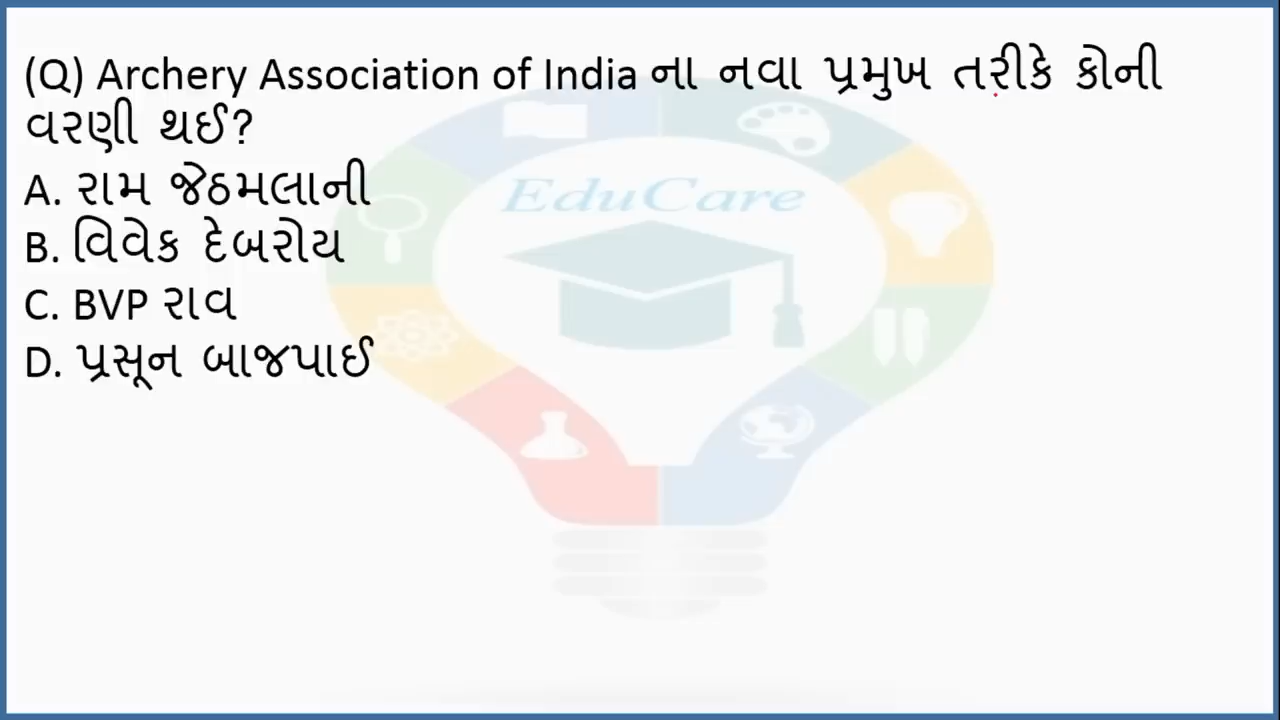 (Q) Archery Association of India ના નવા પ્રમુખ તરીકે કોની
વરણી થઈ?
EduCare
A. રામ જેઠમલાની
B. વિવેક દેબરોય
C. BVP રાવ
D. પ્રસૂન બાજપાઈ